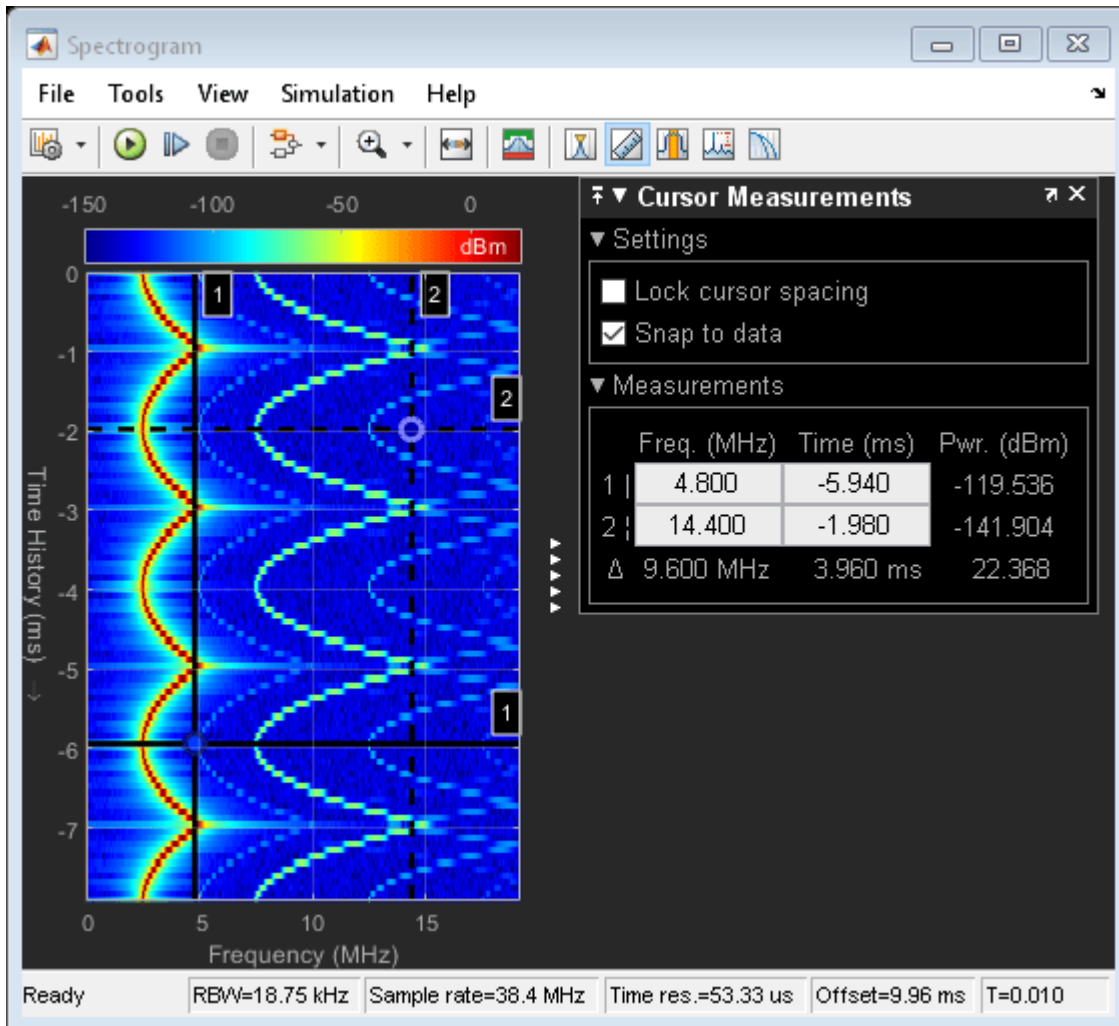 Spectrogram
File Tools View Simulation Help
-150 -100 -50 0
dBm
0
-1
-2
-3
-4
-5
-6
-7
Time History (ms) →
1
2
2
1
0 5 10 15
Frequency (MHz)
Cursor Measurements
Settings
Lock cursor spacing
Snap to data
Measurements
Freq. (MHz) Time (ms) Pwr. (dBm)
1 | 4.800 -5.940 -119.536
2 ¦ 14.400 -1.980 -141.904
Δ 9.600 MHz 3.960 ms 22.368
Ready RBW=18.75 kHz Sample rate=38.4 MHz Time res.=53.33 us Offset=9.96 ms T=0.010